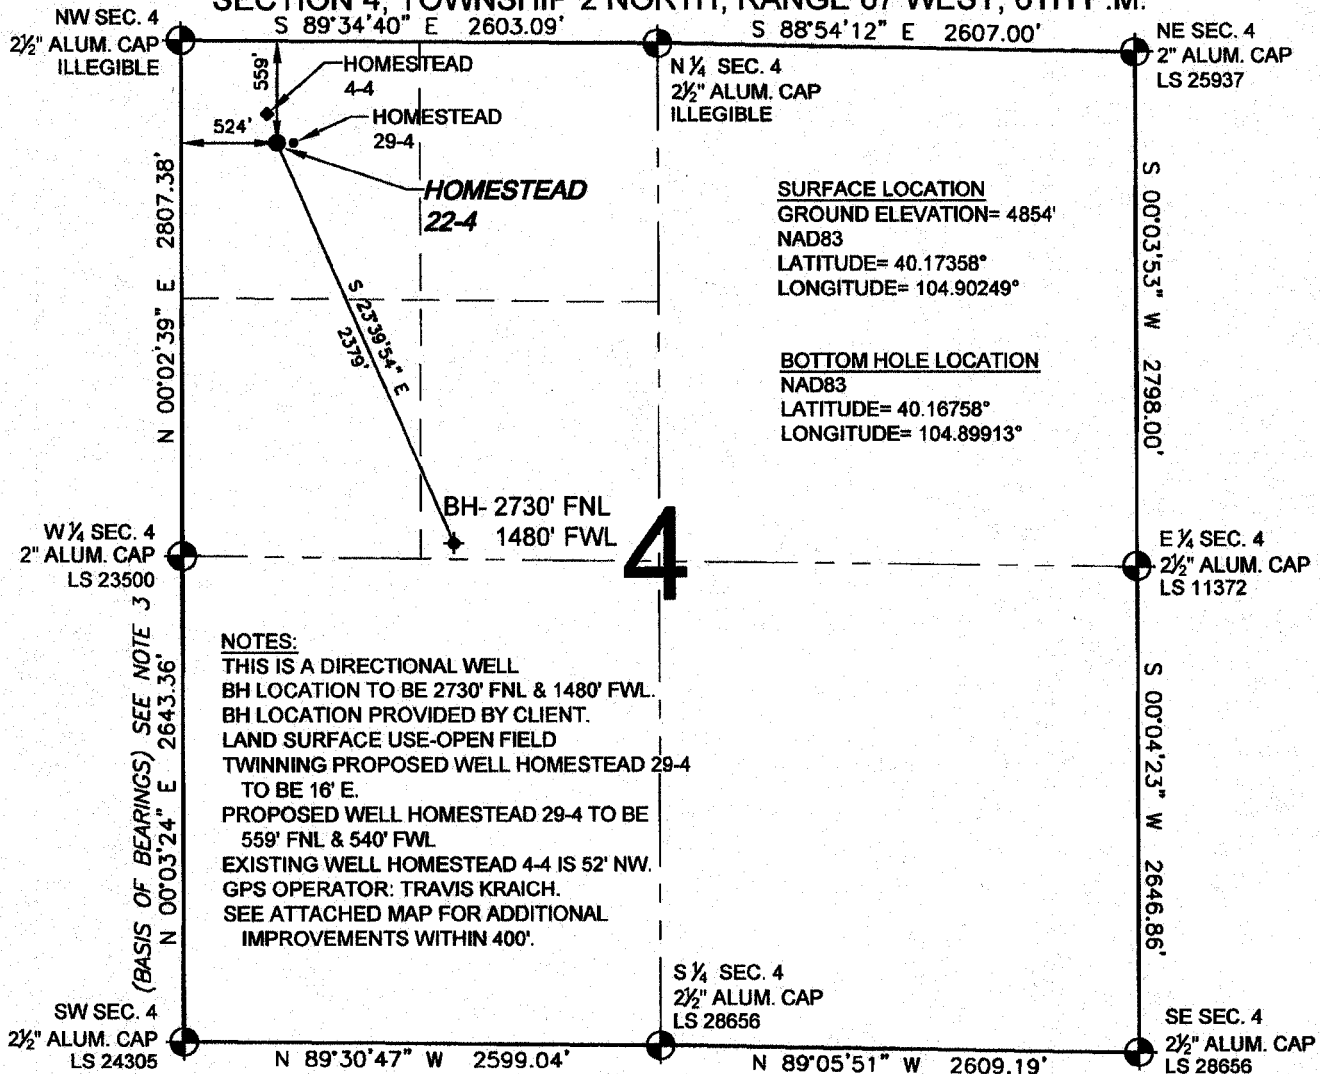 SECTION 4, TOWNSHIP 2 NORTH, RANGE 67 WEST, 6TH P.M.
NW SEC. 4
2½" ALUM. CAP
ILLEGIBLE
S 89°34'40" E 2603.09'
S 88°54'12" E 2607.00'
NE SEC. 4
2" ALUM. CAP
LS 25937
N ¼ SEC. 4
2½" ALUM. CAP
ILLEGIBLE
559'
HOMESTEAD
4-4
524'
HOMESTEAD
29-4
HOMESTEAD
22-4
N 00°02'39" E 2807.38'
S 23°39'54" E
2379'
SURFACE LOCATION
GROUND ELEVATION= 4854'
NAD83
LATITUDE= 40.17358°
LONGITUDE= 104.90249°
BOTTOM HOLE LOCATION
NAD83
LATITUDE= 40.16758°
LONGITUDE= 104.89913°
S 00°03'53" W 2798.00'
BH- 2730' FNL
1480' FWL
4
W ¼ SEC. 4
2" ALUM. CAP
LS 23500
E ¼ SEC. 4
2½" ALUM. CAP
LS 11372
(BASIS OF BEARINGS) SEE NOTE 3
N 00°03'24" E 2643.36'
NOTES:
THIS IS A DIRECTIONAL WELL
BH LOCATION TO BE 2730' FNL & 1480' FWL.
BH LOCATION PROVIDED BY CLIENT.
LAND SURFACE USE-OPEN FIELD
TWINNING PROPOSED WELL HOMESTEAD 29-4
TO BE 16' E.
PROPOSED WELL HOMESTEAD 29-4 TO BE
559' FNL & 540' FWL
EXISTING WELL HOMESTEAD 4-4 IS 52' NW.
GPS OPERATOR: TRAVIS KRAICH.
SEE ATTACHED MAP FOR ADDITIONAL
IMPROVEMENTS WITHIN 400'.
S 00°04'23" W 2646.86'
SW SEC. 4
2½" ALUM. CAP
LS 24305
N 89°30'47" W 2599.04'
S ¼ SEC. 4
2½" ALUM. CAP
LS 28656
N 89°05'51" W 2609.19'
SE SEC. 4
2½" ALUM. CAP
LS 28656